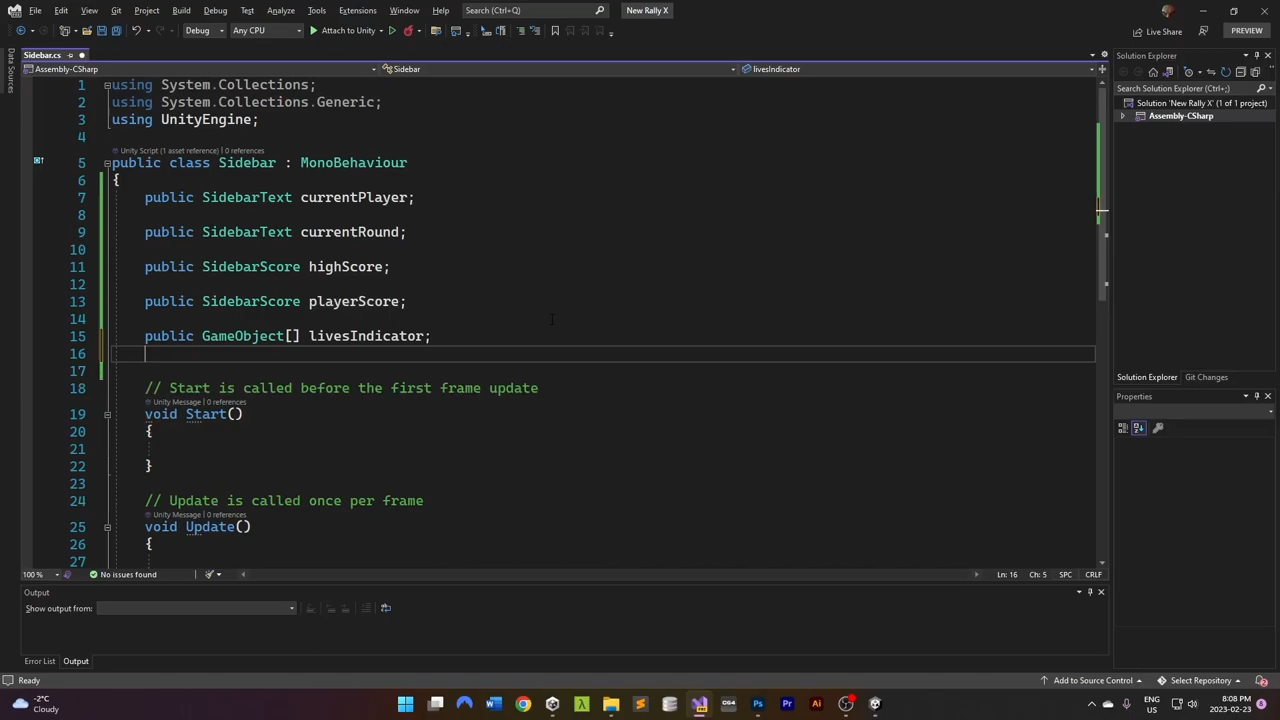 File Edit View Git Project Build Debug Test Analyze Tools Extensions Window Help Search (Ctrl+Q) New Rally X
Debug Any CPU Attach to Unity Live Share PREVIEW
Data Sources
Sidebar.cs
Assembly-CSharp Sidebar livesIndicator
1 using System.Collections;
2 using System.Collections.Generic;
3 using UnityEngine;
4
Unity Script (1 asset reference) | 0 references
5 public class Sidebar : MonoBehaviour
6 {
7 public SidebarText currentPlayer;
8
9 public SidebarText currentRound;
10
11 public SidebarScore highScore;
12
13 public SidebarScore playerScore;
14
15 public GameObject[] livesIndicator;
16
17
18 // Start is called before the first frame update
Unity Message | 0 references
19 void Start()
20 {
21
22 }
23
24 // Update is called once per frame
Unity Message | 0 references
25 void Update()
26 {
27
100 % No issues found Ln: 16 Ch: 5 SPC CRLF
Output
Show output from:
Error List Output
Solution Explorer
Search Solution Explorer (Ctrl+;)
Solution 'New Rally X' (1 of 1 project)
Assembly-CSharp
Solution Explorer Git Changes
Properties
Ready Add to Source Control Select Repository 2
-2°C
Cloudy
ENG
US
8:08 PM
2023-02-23